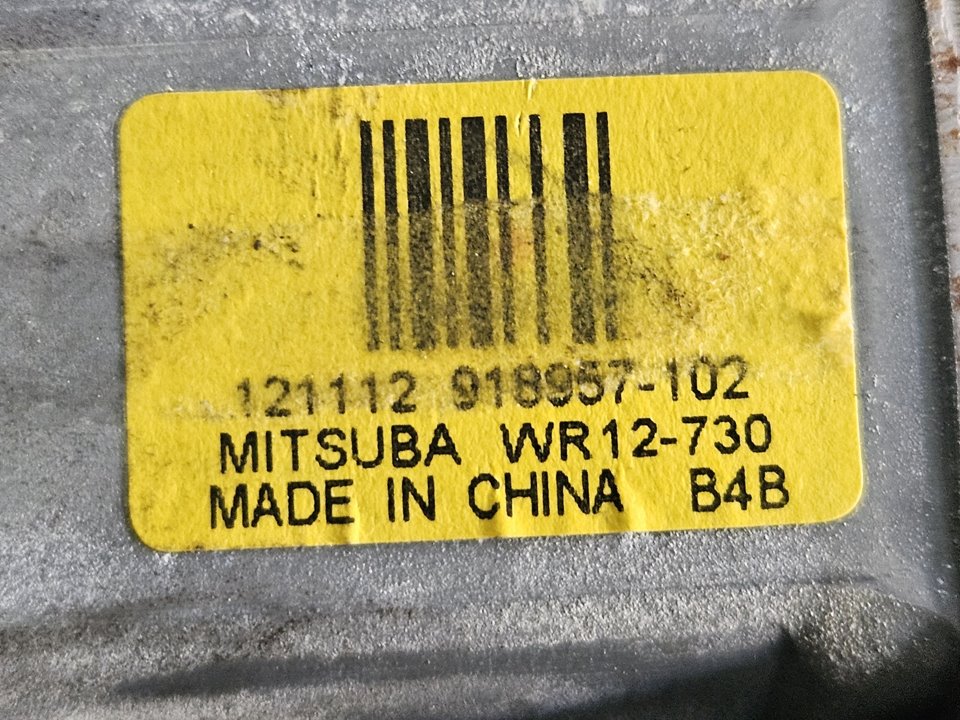 121112 918957-102
MITSUBA WR12-730
MADE IN CHINA B4B